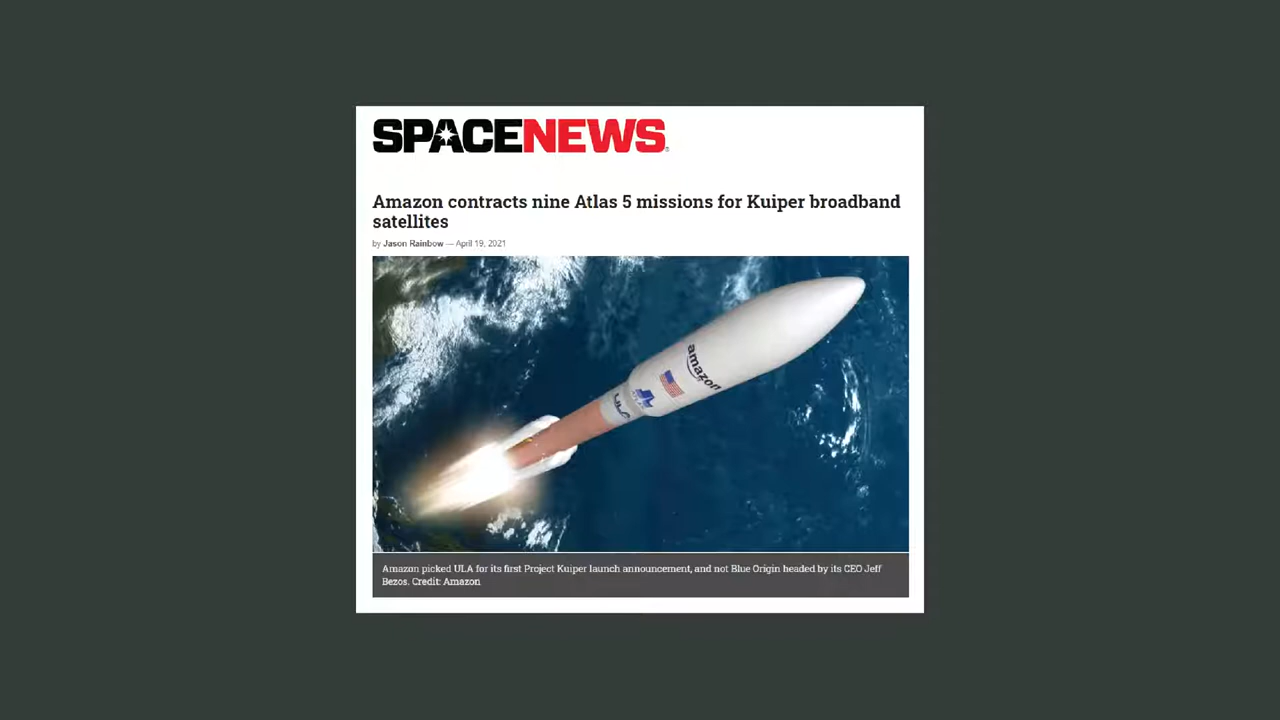 SPACENEWS
Amazon contracts nine Atlas 5 missions for Kuiper broadband
satellites
by Jason Rainbow — April 19, 2021
amazon
ULA
Amazon picked ULA for its first Project Kuiper launch announcement, and not Blue Origin headed by its CEO Jeff
Bezos. Credit: Amazon